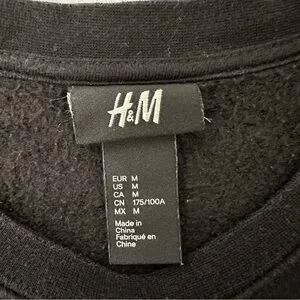 H&M
EUR M
US M
CA M
CN 175/100A
MX M
Made in
China
Fabriqué en
Chine